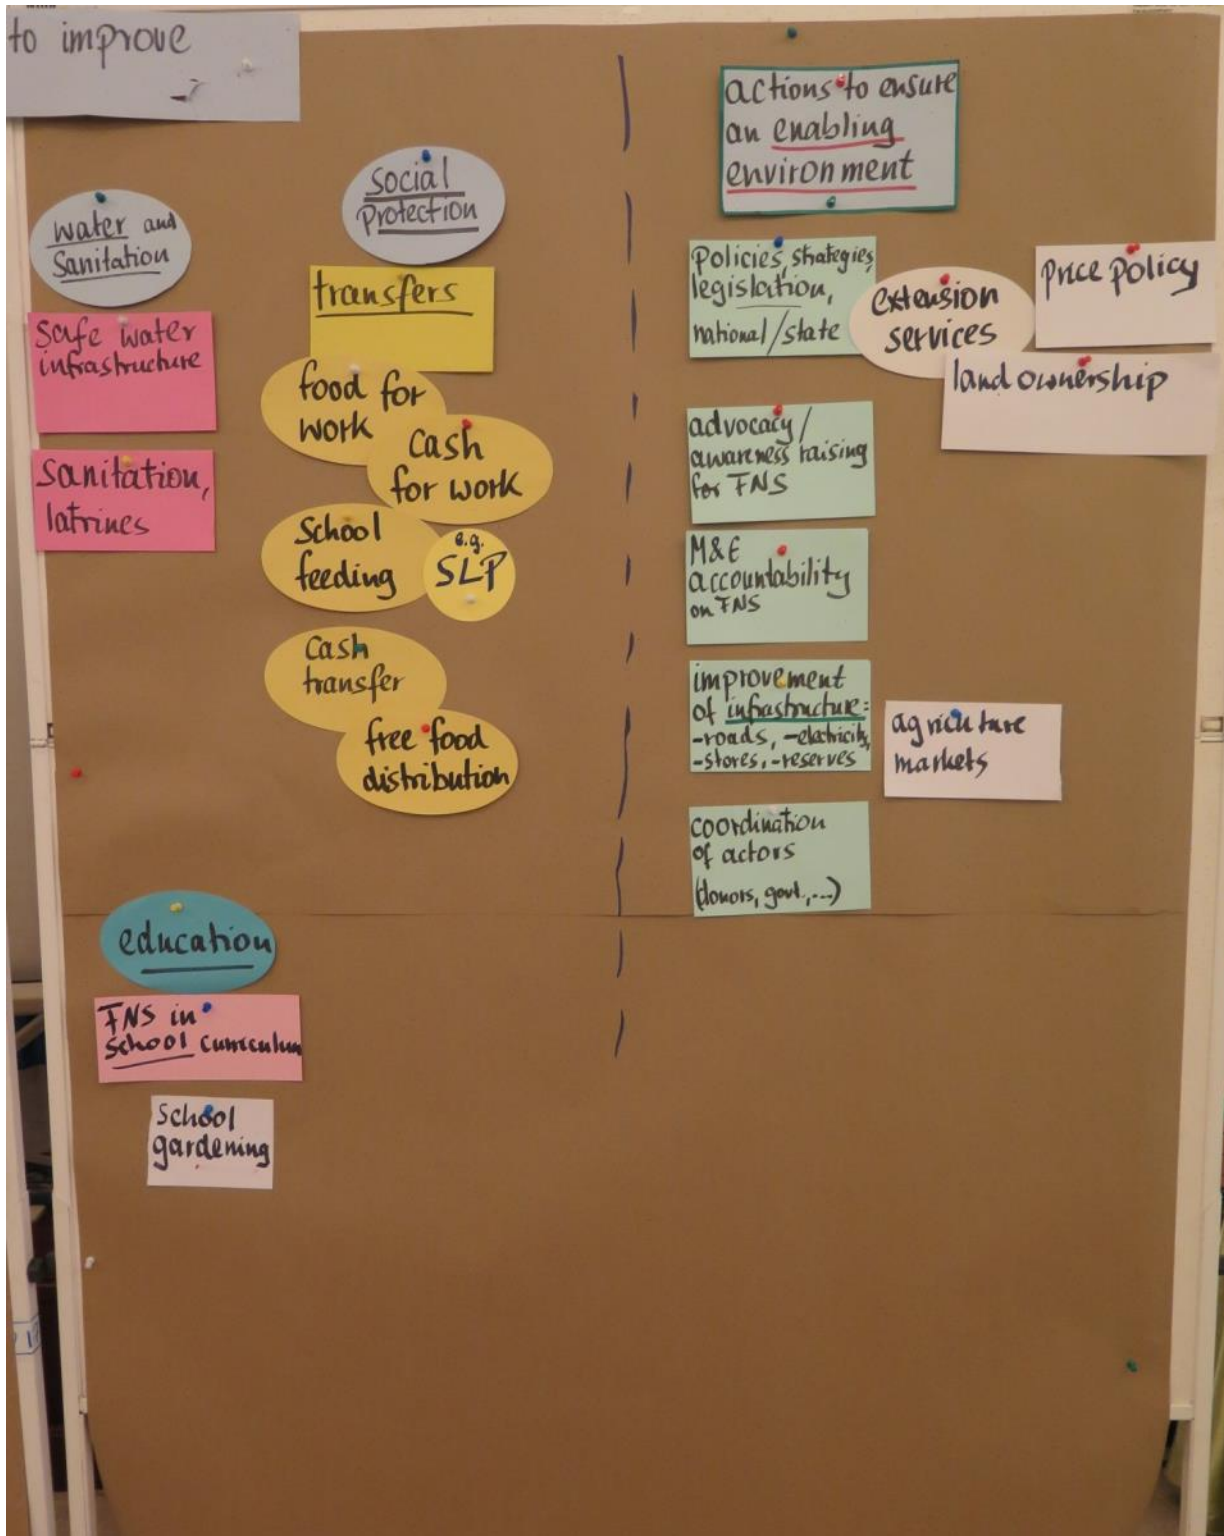 to improve
water and
Sanitation
Safe water
infrastructure
Sanitation,
latrines
Social
Protection
transfers
food for
work
Cash
for work
School
feeding
e.g.
SLP
Cash
transfer
free food
distribution
education
FNS in
school curriculum
School
gardening
actions to ensure
an enabling
environment
Policies, strategies,
legislation,
national/state
extension
services
price policy
land ownership
advocacy/
awareness raising
for FNS
M&E
accountability
on FNS
improvement
of infrastructure:
-roads, -electricity,
-stores, -reserves
agriculture
markets
coordination
of actors
(donors, govt,...)